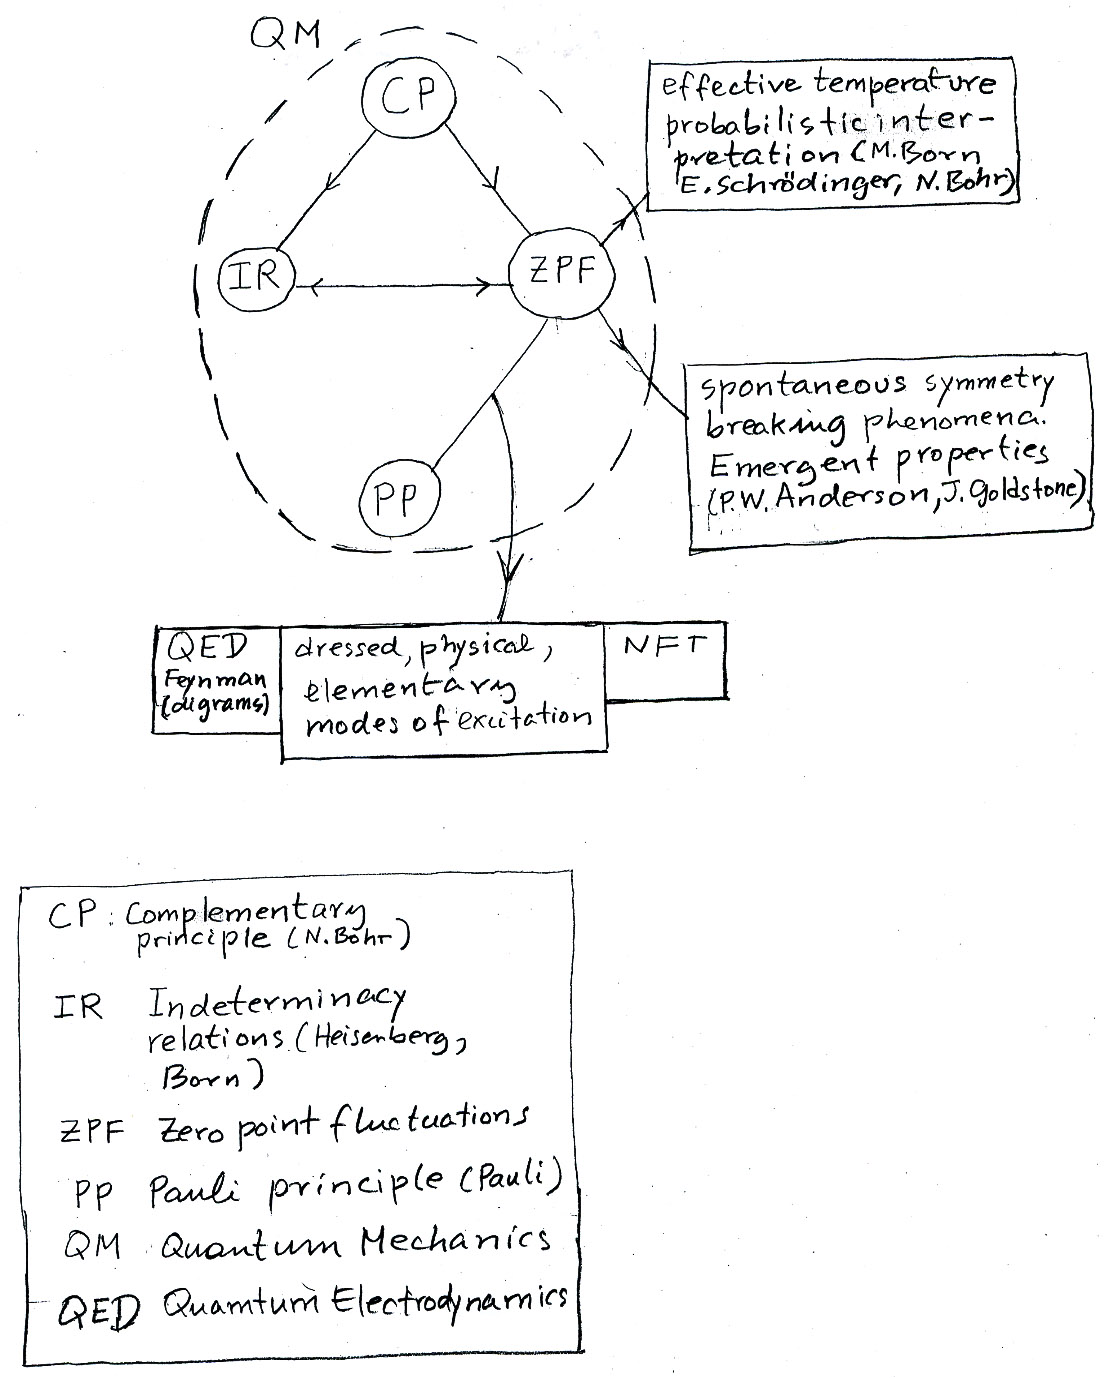 QM
CP
effective temperature
probabilistic inter-
pretation (M. Born
E. Schrödinger, N. Bohr)
IR
ZPF
spontaneous symmetry
breaking phenomena.
Emergent properties
(P.W. Anderson, J. Goldstone)
PP
QED
Feynman
(digrams)
dressed, physical,
elementary
modes of excitation
NFT
CP: Complementary
principle (N. Bohr)
IR Indeterminacy
relations (Heisenberg,
Born)
ZPF Zero point fluctuations
PP Pauli principle (Pauli)
QM Quantum Mechanics
QED Quamtum Electrodynamics